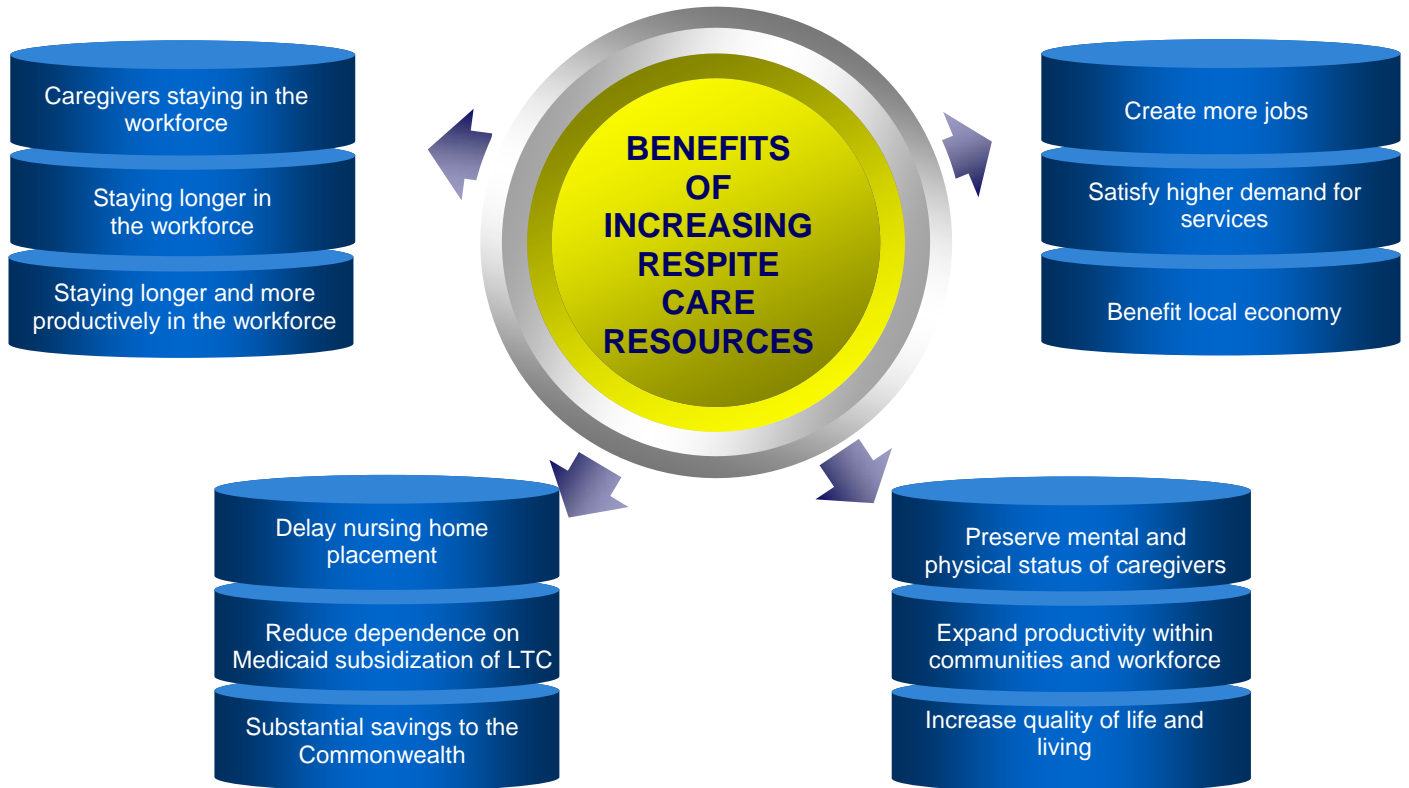 BENEFITS
OF
INCREASING
RESPITE
CARE
RESOURCES
Caregivers staying in the
workforce
Staying longer in
the workforce
Staying longer and more
productively in the workforce
Create more jobs
Satisfy higher demand for
services
Benefit local economy
Delay nursing home
placement
Reduce dependence on
Medicaid subsidization of LTC
Substantial savings to the
Commonwealth
Preserve mental and
physical status of caregivers
Expand productivity within
communities and workforce
Increase quality of life and
living